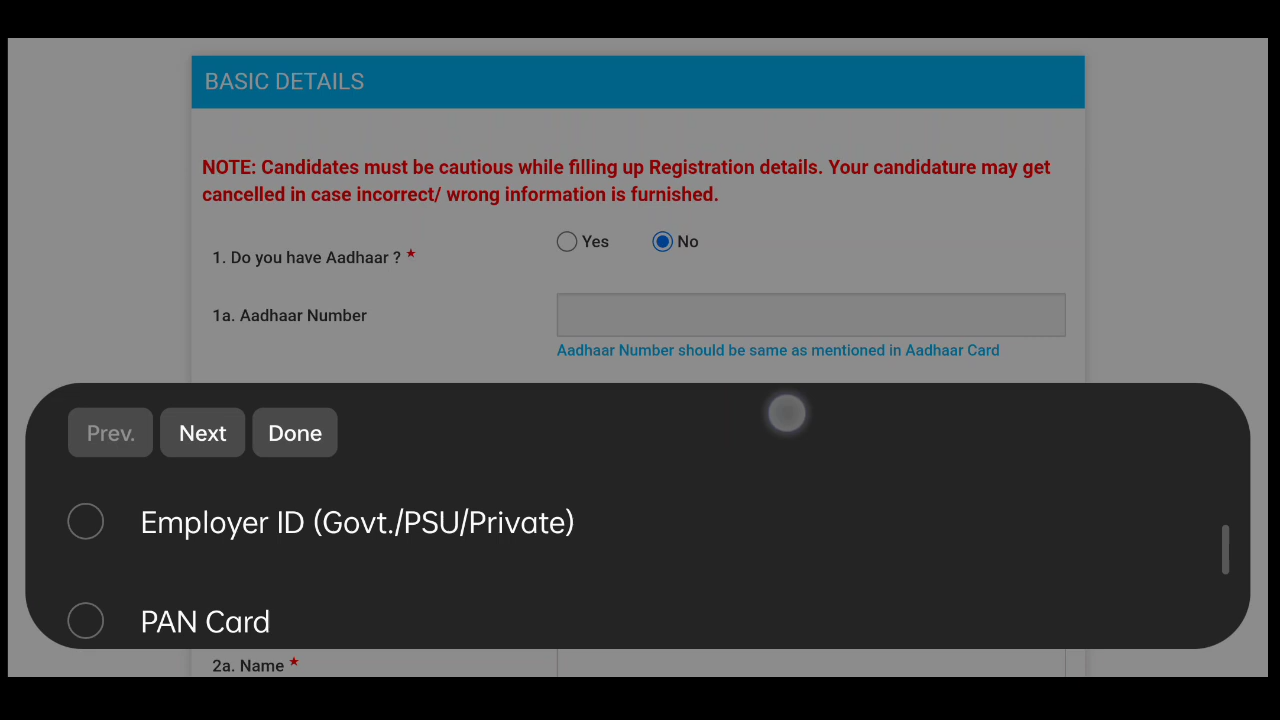 BASIC DETAILS
NOTE: Candidates must be cautious while filling up Registration details. Your candidature may get
cancelled in case incorrect/ wrong information is furnished.
1. Do you have Aadhaar ? *
Yes No
1a. Aadhaar Number
Aadhaar Number should be same as mentioned in Aadhaar Card
Prev. Next Done
Employer ID (Govt./PSU/Private)
PAN Card
2a. Name *